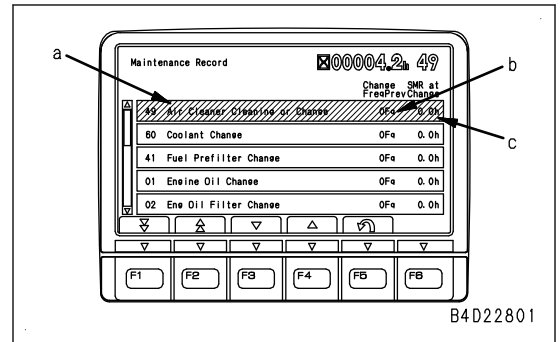 a
Maintenance Record
00004.2h 49
b
Change SMR at
FreqPrevChange
49 Air Cleaner Cleaning or Change 0Fq 0.0h
c
60 Coolant Change 0Fq 0.0h
41 Fuel Prefilter Change 0Fq 0.0h
01 Engine Oil Change 0Fq 0.0h
02 Eng Oil Filter Change 0Fq 0.0h
F1 F2 F3 F4 F5 F6
B4D22801